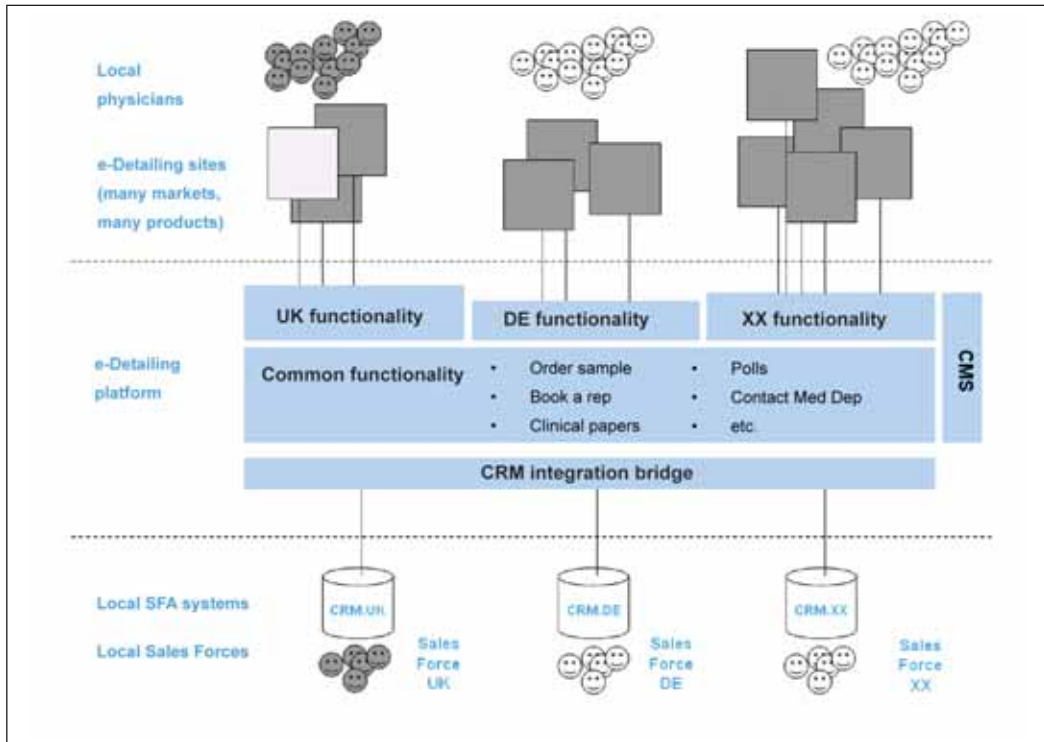 Local
physicians
e-Detailing sites
(many markets,
many products)
UK functionality
DE functionality
XX functionality
CMS
e-Detailing
platform
Common functionality
• Order sample
• Book a rep
• Clinical papers
• Polls
• Contact Med Dep
• etc.
CRM integration bridge
Local SFA systems
CRM.UK
CRM.DE
CRM.XX
Local Sales Forces
Sales
Force
UK
Sales
Force
DE
Sales
Force
XX